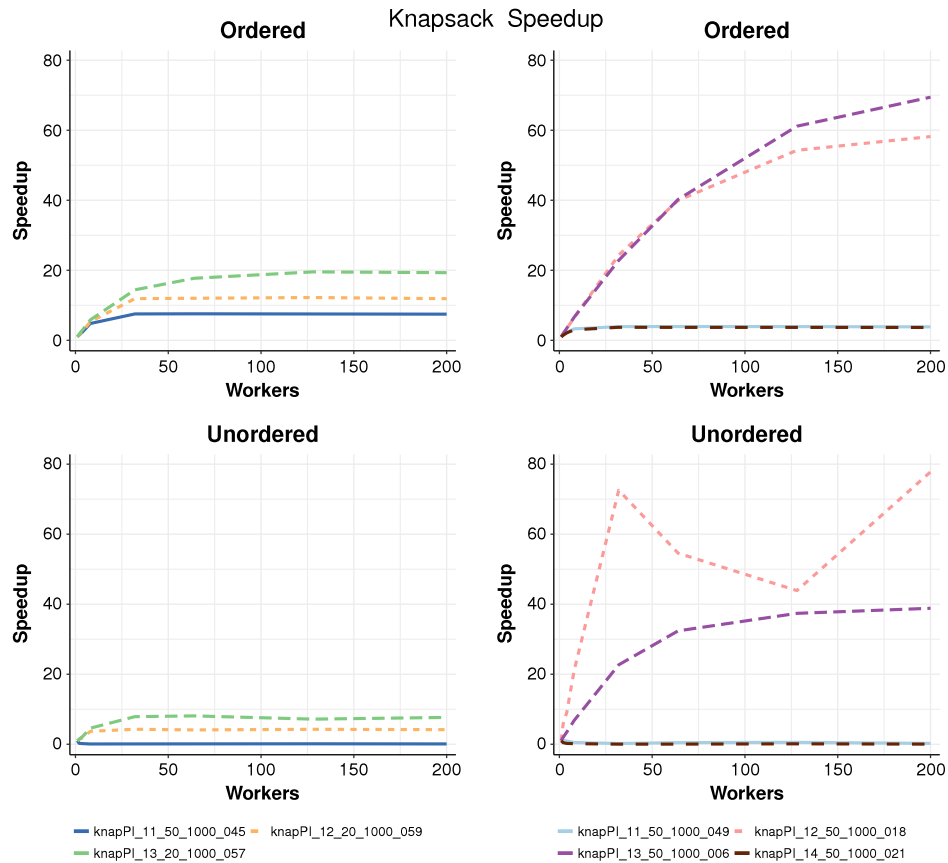 Knapsack Speedup
Ordered
Ordered
80
60
40
20
0
Speedup
0 50 100 150 200
Workers
80
60
40
20
0
Speedup
0 50 100 150 200
Workers
Unordered
Unordered
80
60
40
20
0
Speedup
0 50 100 150 200
Workers
80
60
40
20
0
Speedup
0 50 100 150 200
Workers
knapPI_11_50_1000_045 knapPI_12_20_1000_059
knapPI_13_20_1000_057
knapPI_11_50_1000_049 knapPI_12_50_1000_018
knapPI_13_50_1000_006 knapPI_14_50_1000_021